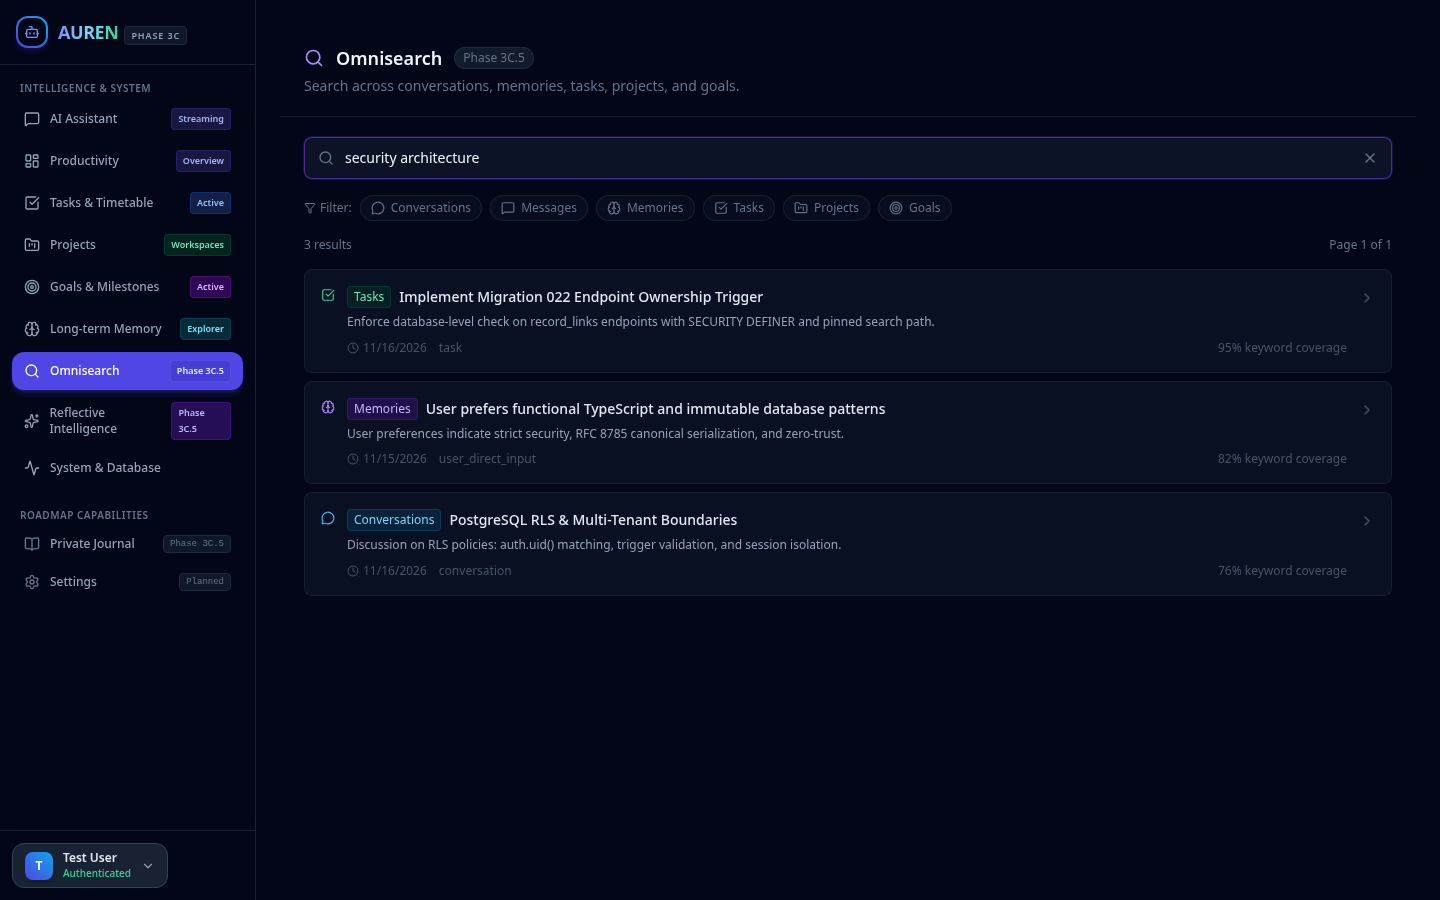 AUREN PHASE 3C
INTELLIGENCE & SYSTEM
AI Assistant Streaming
Productivity Overview
Tasks & Timetable Active
Projects Workspaces
Goals & Milestones Active
Long-term Memory Explorer
Omnisearch Phase 3C.5
Reflective Intelligence Phase 3C.5
System & Database
ROADMAP CAPABILITIES
Private Journal Phase 3C.5
Settings Planned
T Test User
Authenticated
Omnisearch Phase 3C.5
Search across conversations, memories, tasks, projects, and goals.
security architecture
Filter: Conversations Messages Memories Tasks Projects Goals
3 results Page 1 of 1
Tasks Implement Migration 022 Endpoint Ownership Trigger
Enforce database-level check on record_links endpoints with SECURITY DEFINER and pinned search path.
11/16/2026 task 95% keyword coverage
Memories User prefers functional TypeScript and immutable database patterns
User preferences indicate strict security, RFC 8785 canonical serialization, and zero-trust.
11/15/2026 user_direct_input 82% keyword coverage
Conversations PostgreSQL RLS & Multi-Tenant Boundaries
Discussion on RLS policies: auth.uid() matching, trigger validation, and session isolation.
11/16/2026 conversation 76% keyword coverage